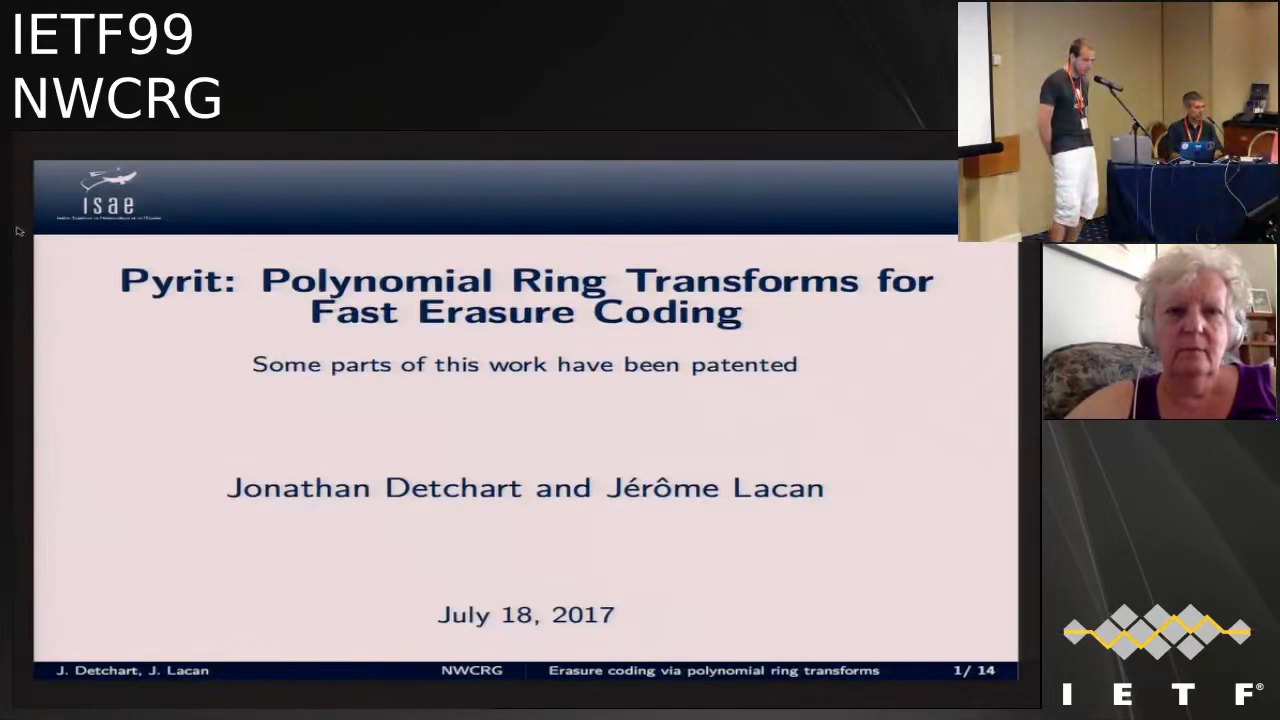 IETF99
NWCRG
isae
Pyrit: Polynomial Ring Transforms for
Fast Erasure Coding
Some parts of this work have been patented
Jonathan Detchart and Jérôme Lacan
July 18, 2017
J. Detchart, J. Lacan NWCRG Erasure coding via polynomial ring transforms 1/ 14
I E T F®